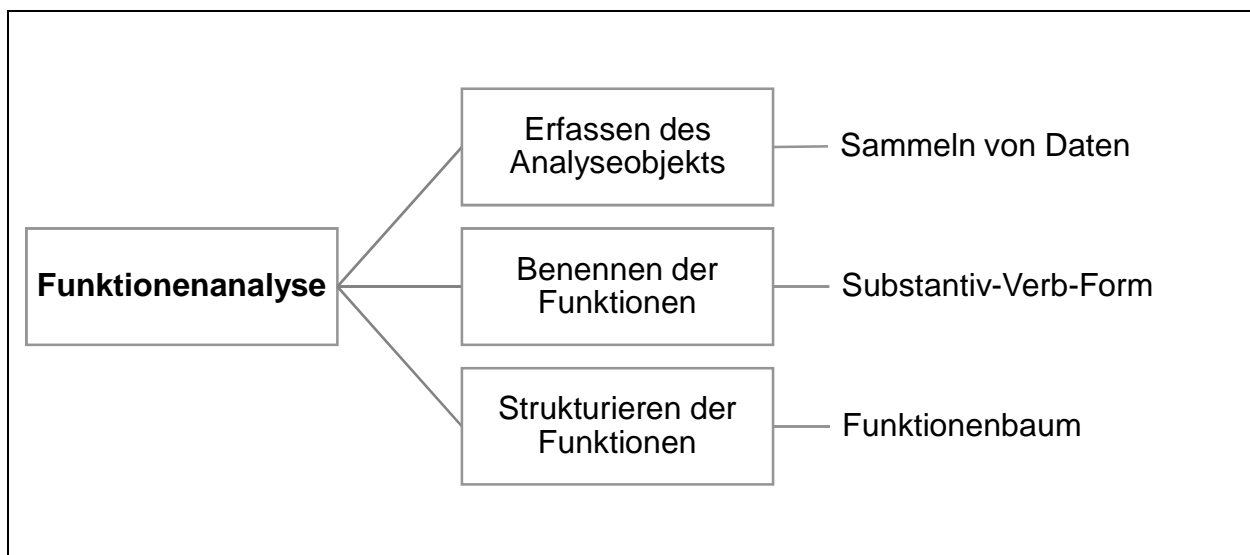 Erfassen des
Analyseobjekts
Sammeln von Daten
Funktionenanalyse
Benennen der
Funktionen
Substantiv-Verb-Form
Strukturieren der
Funktionen
Funktionenbaum